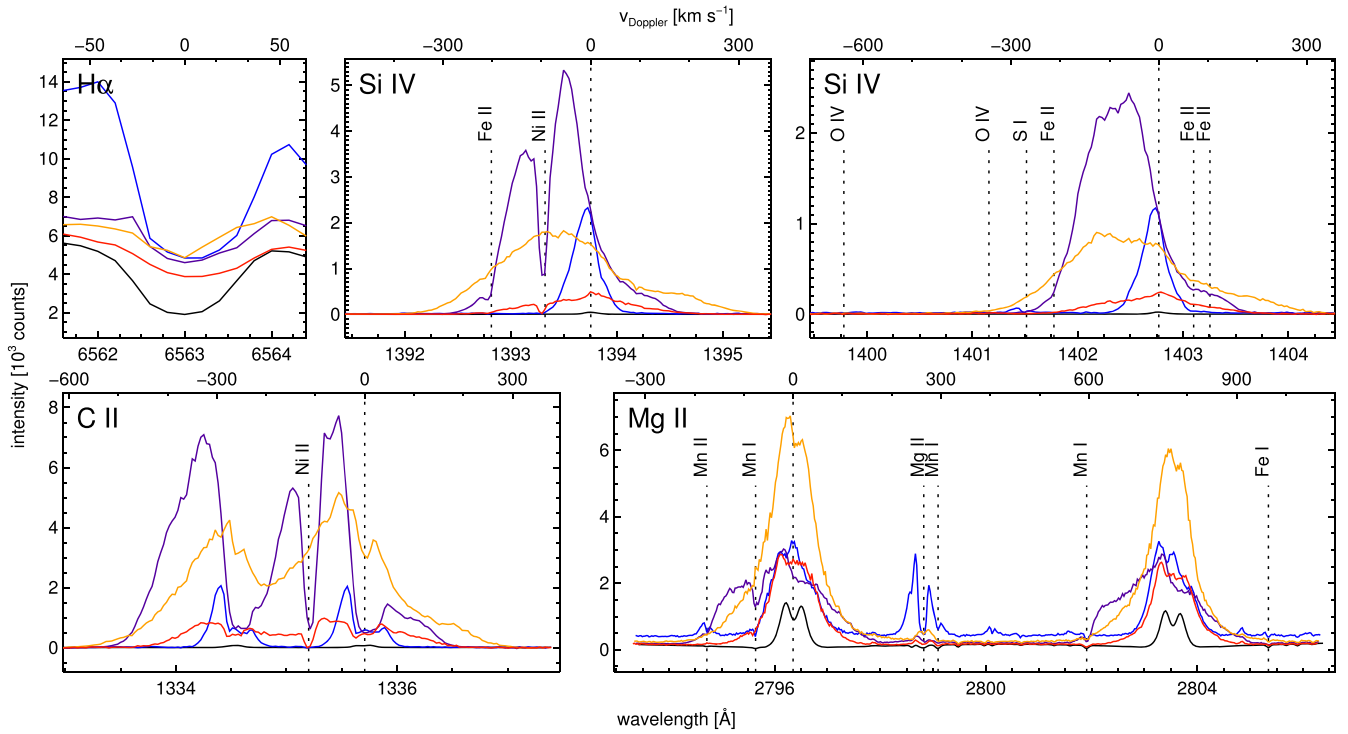 v_Doppler [km s⁻¹]
−50 0 50
−300 0 300
−600 −300 0 300
Hα
Si IV
Si IV
14
12
10
8
6
4
2
5
4
3
2
1
0
2
1
0
Fe II
Ni II
O IV
O IV
S I
Fe II
Fe II
Fe II
6562 6563 6564
1392 1393 1394 1395
1400 1401 1402 1403 1404
−600 −300 0 300
−300 0 300 600 900
intensity [10³ counts]
C II
Mg II
8
6
4
2
0
6
4
2
0
Ni II
Mn II
Mn I
Mg II
Mn I
Mn I
Fe I
1334 1336
2796 2800 2804
wavelength [Å]